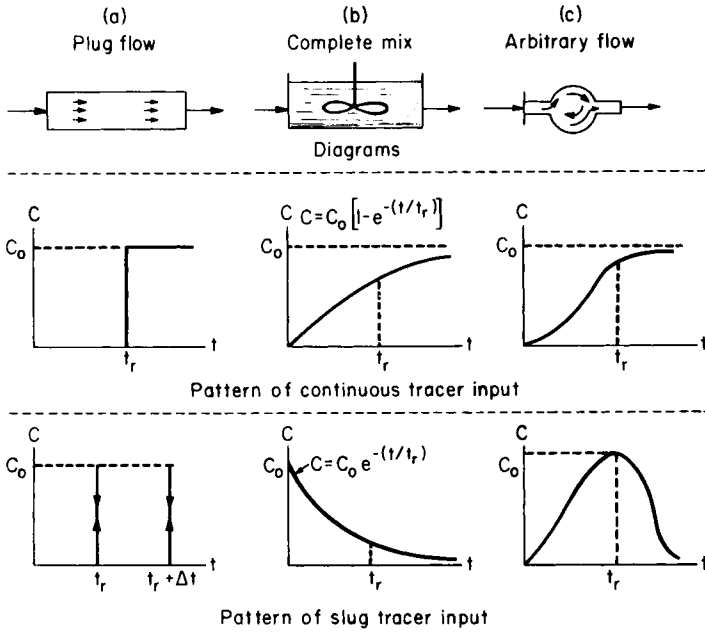 (a) (b) (c)
Plug flow Complete mix Arbitrary flow
Diagrams
C C C
C = C₀ [1 - e^-(t/tᵣ)]
C₀ C₀ C₀
tᵣ t tᵣ t tᵣ t
Pattern of continuous tracer input
C C C
C₀ C₀ C₀
C = C₀ e^-(t/tᵣ)
tᵣ tᵣ + Δt t tᵣ t tᵣ t
Pattern of slug tracer input